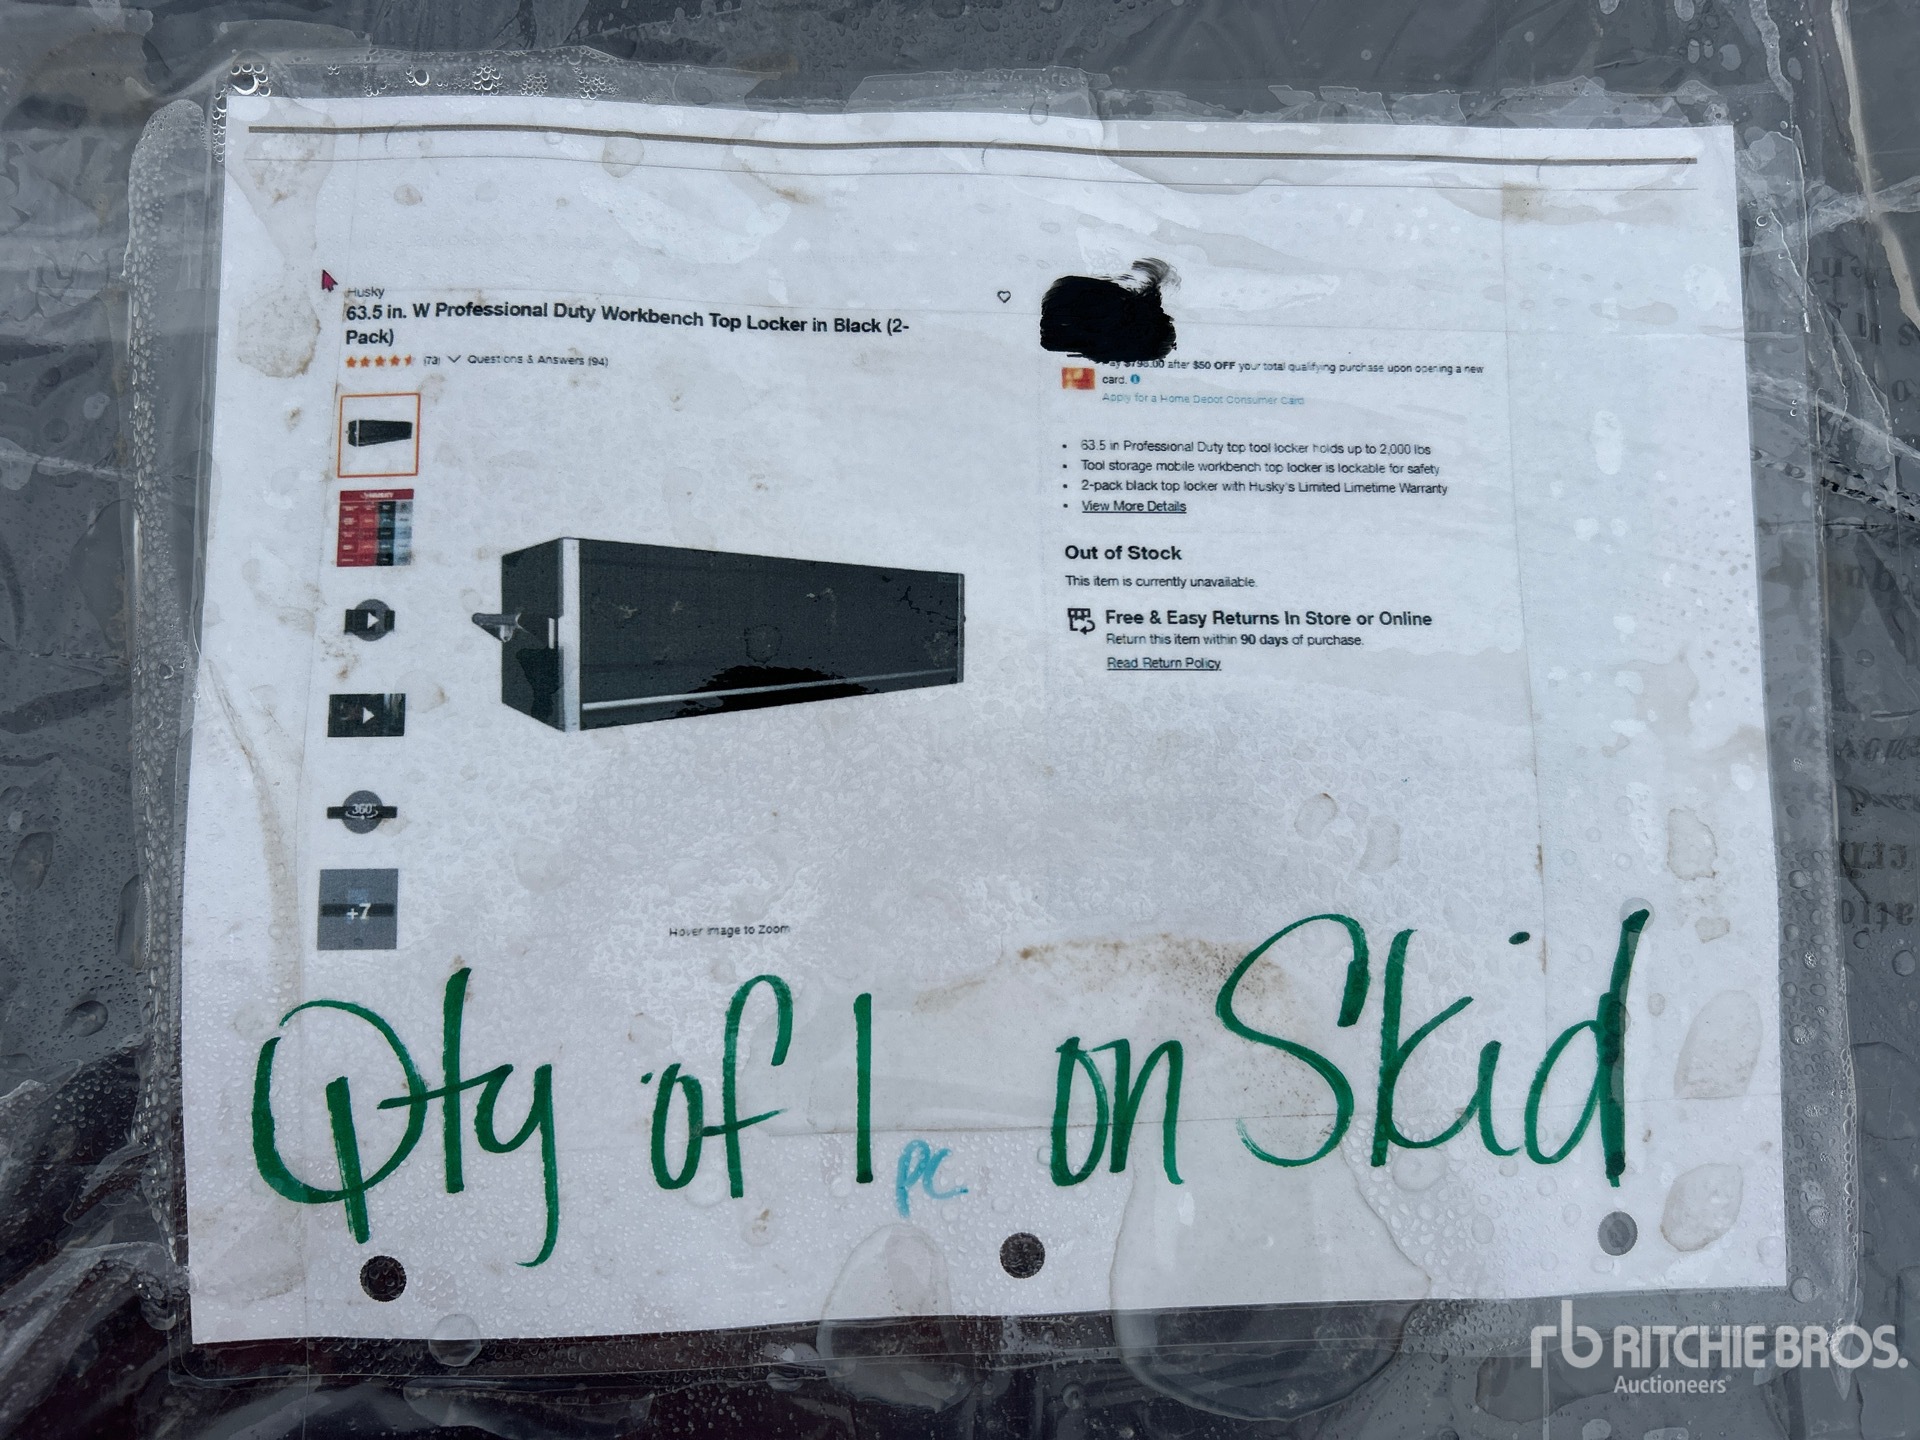 Husky
63.5 in. W Professional Duty Workbench Top Locker in Black (2-
Pack)
(73) Questions & Answers (94)
360°
+7
Hover Image to Zoom
Pay $798.00 after $50 OFF your total qualifying purchase upon opening a new
card.
Apply for a Home Depot Consumer Card
• 63.5 in Professional Duty top tool locker holds up to 2,000 lbs
• Tool storage mobile workbench top locker is lockable for safety
• 2-pack black top locker with Husky's Limited Limetime Warranty
• View More Details
Out of Stock
This item is currently unavailable.
Free & Easy Returns In Store or Online
Return this item within 90 days of purchase.
Read Return Policy
Qty of 1 pc on Skid
rb RITCHIE BROS.
Auctioneers